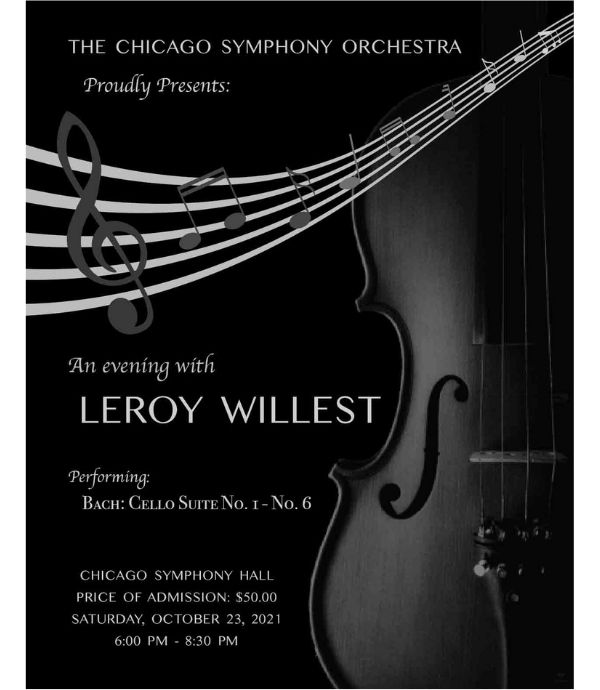 THE CHICAGO SYMPHONY ORCHESTRA
Proudly Presents:
An evening with
LEROY WILLEST
Performing:
BACH: CELLO SUITE NO. 1 - NO. 6
CHICAGO SYMPHONY HALL
PRICE OF ADMISSION: $50.00
SATURDAY, OCTOBER 23, 2021
6:00 PM - 8:30 PM